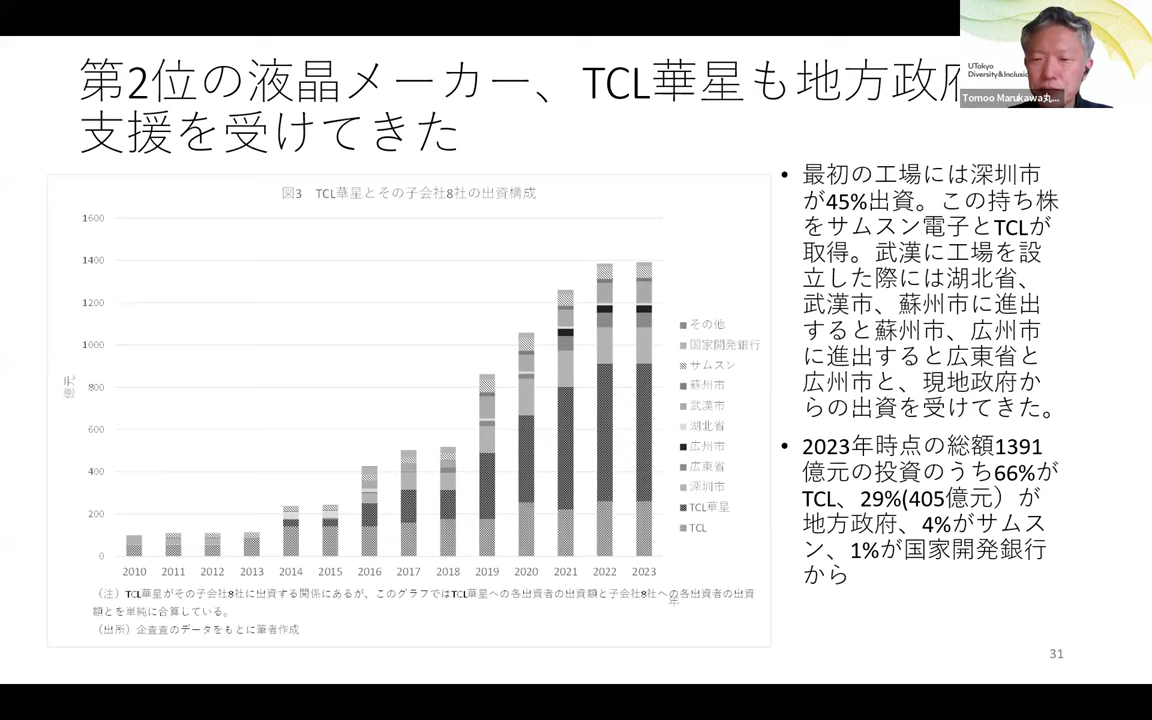 第2位の液晶メーカー、TCL華星も地方政府
支援を受けてきた
UTokyo
Diversity & Inclusio
Tomoo Marukawa丸...
図3 TCL華星とその子会社8社の出資構成
1600
1400
1200
1000
800
600
400
200
0
億元
2010 2011 2012 2013 2014 2015 2016 2017 2018 2019 2020 2021 2022 2023
年
その他
国家開発銀行
サムスン
蘇州市
武漢市
湖北省
広州市
広東省
深圳市
TCL華星
TCL
（注）TCL華星がその子会社8社に出資する関係にあるが、このグラフではTCL華星への各出資者の出資額と子会社8社への各出資者の出資
額とを単純に合算している。
（出所）企査査のデータをもとに筆者作成
• 最初の工場には深圳市
が45%出資。この持ち株
をサムスン電子とTCLが
取得。武漢に工場を設
立した際には湖北省、
武漢市、蘇州市に進出
すると蘇州市、広州市
に進出すると広東省と
広州市と、現地政府か
らの出資を受けてきた。
• 2023年時点の総額1391
億元の投資のうち66%が
TCL、29%(405億元）が
地方政府、4%がサムス
ン、1%が国家開発銀行
から
31